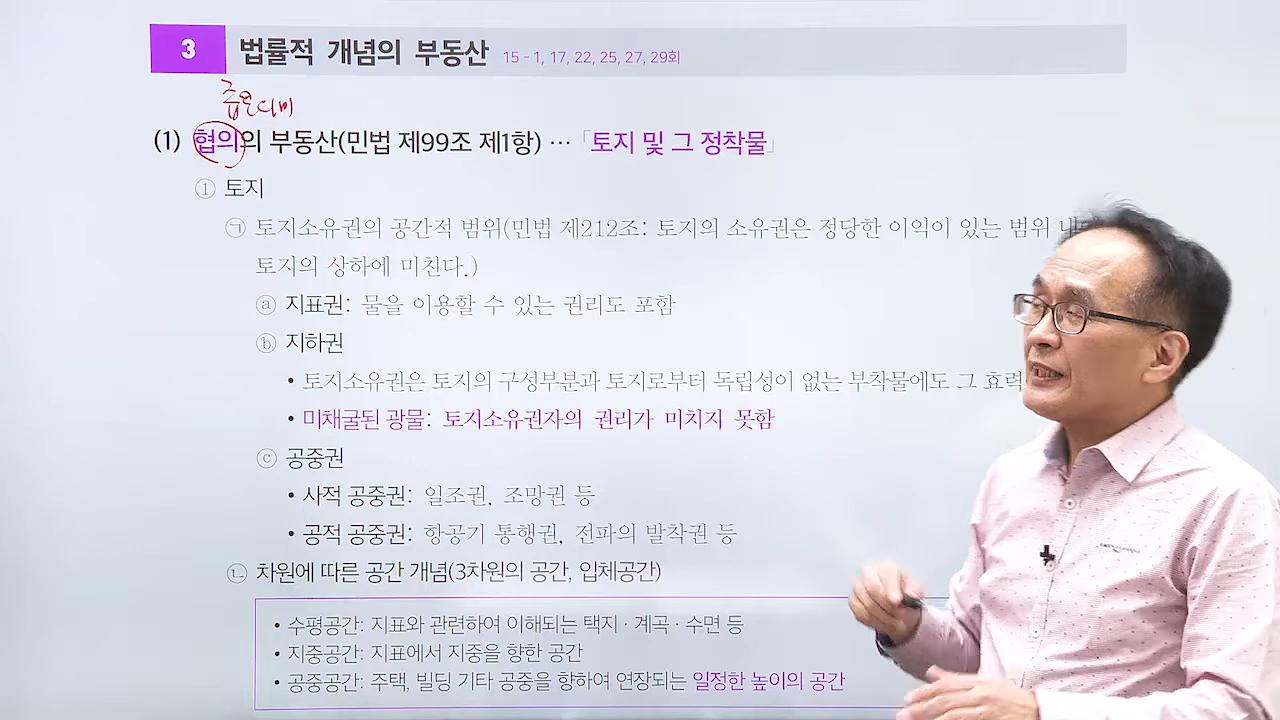 3 법률적 개념의 부동산 15-1, 17, 22, 25, 27, 29회
좁은의미
(1) 협의의 부동산(민법 제99조 제1항) … 「토지 및 그 정착물」
① 토지
㉠ 토지소유권의 공간적 범위(민법 제212조: 토지의 소유권은 정당한 이익이 있는 범위
토지의 상하에 미친다.)
ⓐ 지표권: 물을 이용할 수 있는 권리도 포함
ⓑ 지하권
• 토지소유권은 토지의 구성부분과 토지로부터 독립성이 없는 부착물에도 그 효력
• 미채굴된 광물: 토지소유권자의 권리가 미치지 못함
ⓒ 공중권
• 사적 공중권: 일조권, 조망권 등
• 공적 공중권: 항공기 통행권, 전파의 발착권 등
㉡ 차원에 따른 공간 개념(3차원의 공간, 입체공간)
• 수평공간: 지표와 관련하여 이해되는 택지·계곡·수면 등
• 지중공간: 지표에서 지중을 향한 공간
• 공중공간: 주택, 빌딩 기타 공중을 향하여 연장되는 일정한 높이의 공간